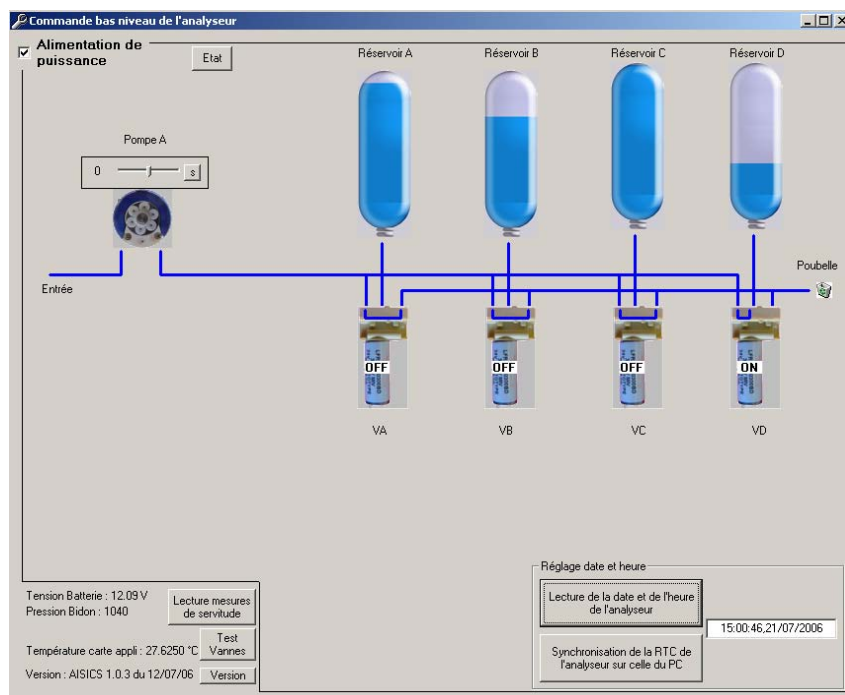 Commande bas niveau de l'analyseur
Alimentation de
puissance
Etat
Réservoir A
Réservoir B
Réservoir C
Réservoir D
Pompe A
0
s
Entrée
Poubelle
OFF
OFF
OFF
ON
VA
VB
VC
VD
Réglage date et heure
Lecture de la date et de l'heure
de l'analyseur
15:00:46,21/07/2006
Synchronisation de la RTC de
l'analyseur sur celle du PC
Tension Batterie : 12.09 V
Pression Bidon : 1040
Lecture mesures
de servitude
Température carte appli : 27.6250 °C
Test
Vannes
Version : AISICS 1.0.3 du 12/07/06
Version